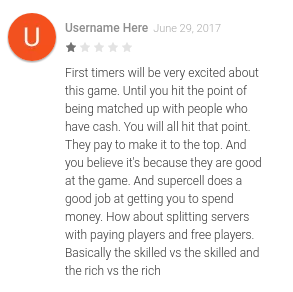 U
Username Here June 29, 2017
First timers will be very excited about
this game. Until you hit the point of
being matched up with people who
have cash. You will all hit that point.
They pay to make it to the top. And
you believe it's because they are good
at the game. And supercell does a
good job at getting you to spend
money. How about splitting servers
with paying players and free players.
Basically the skilled vs the skilled and
the rich vs the rich